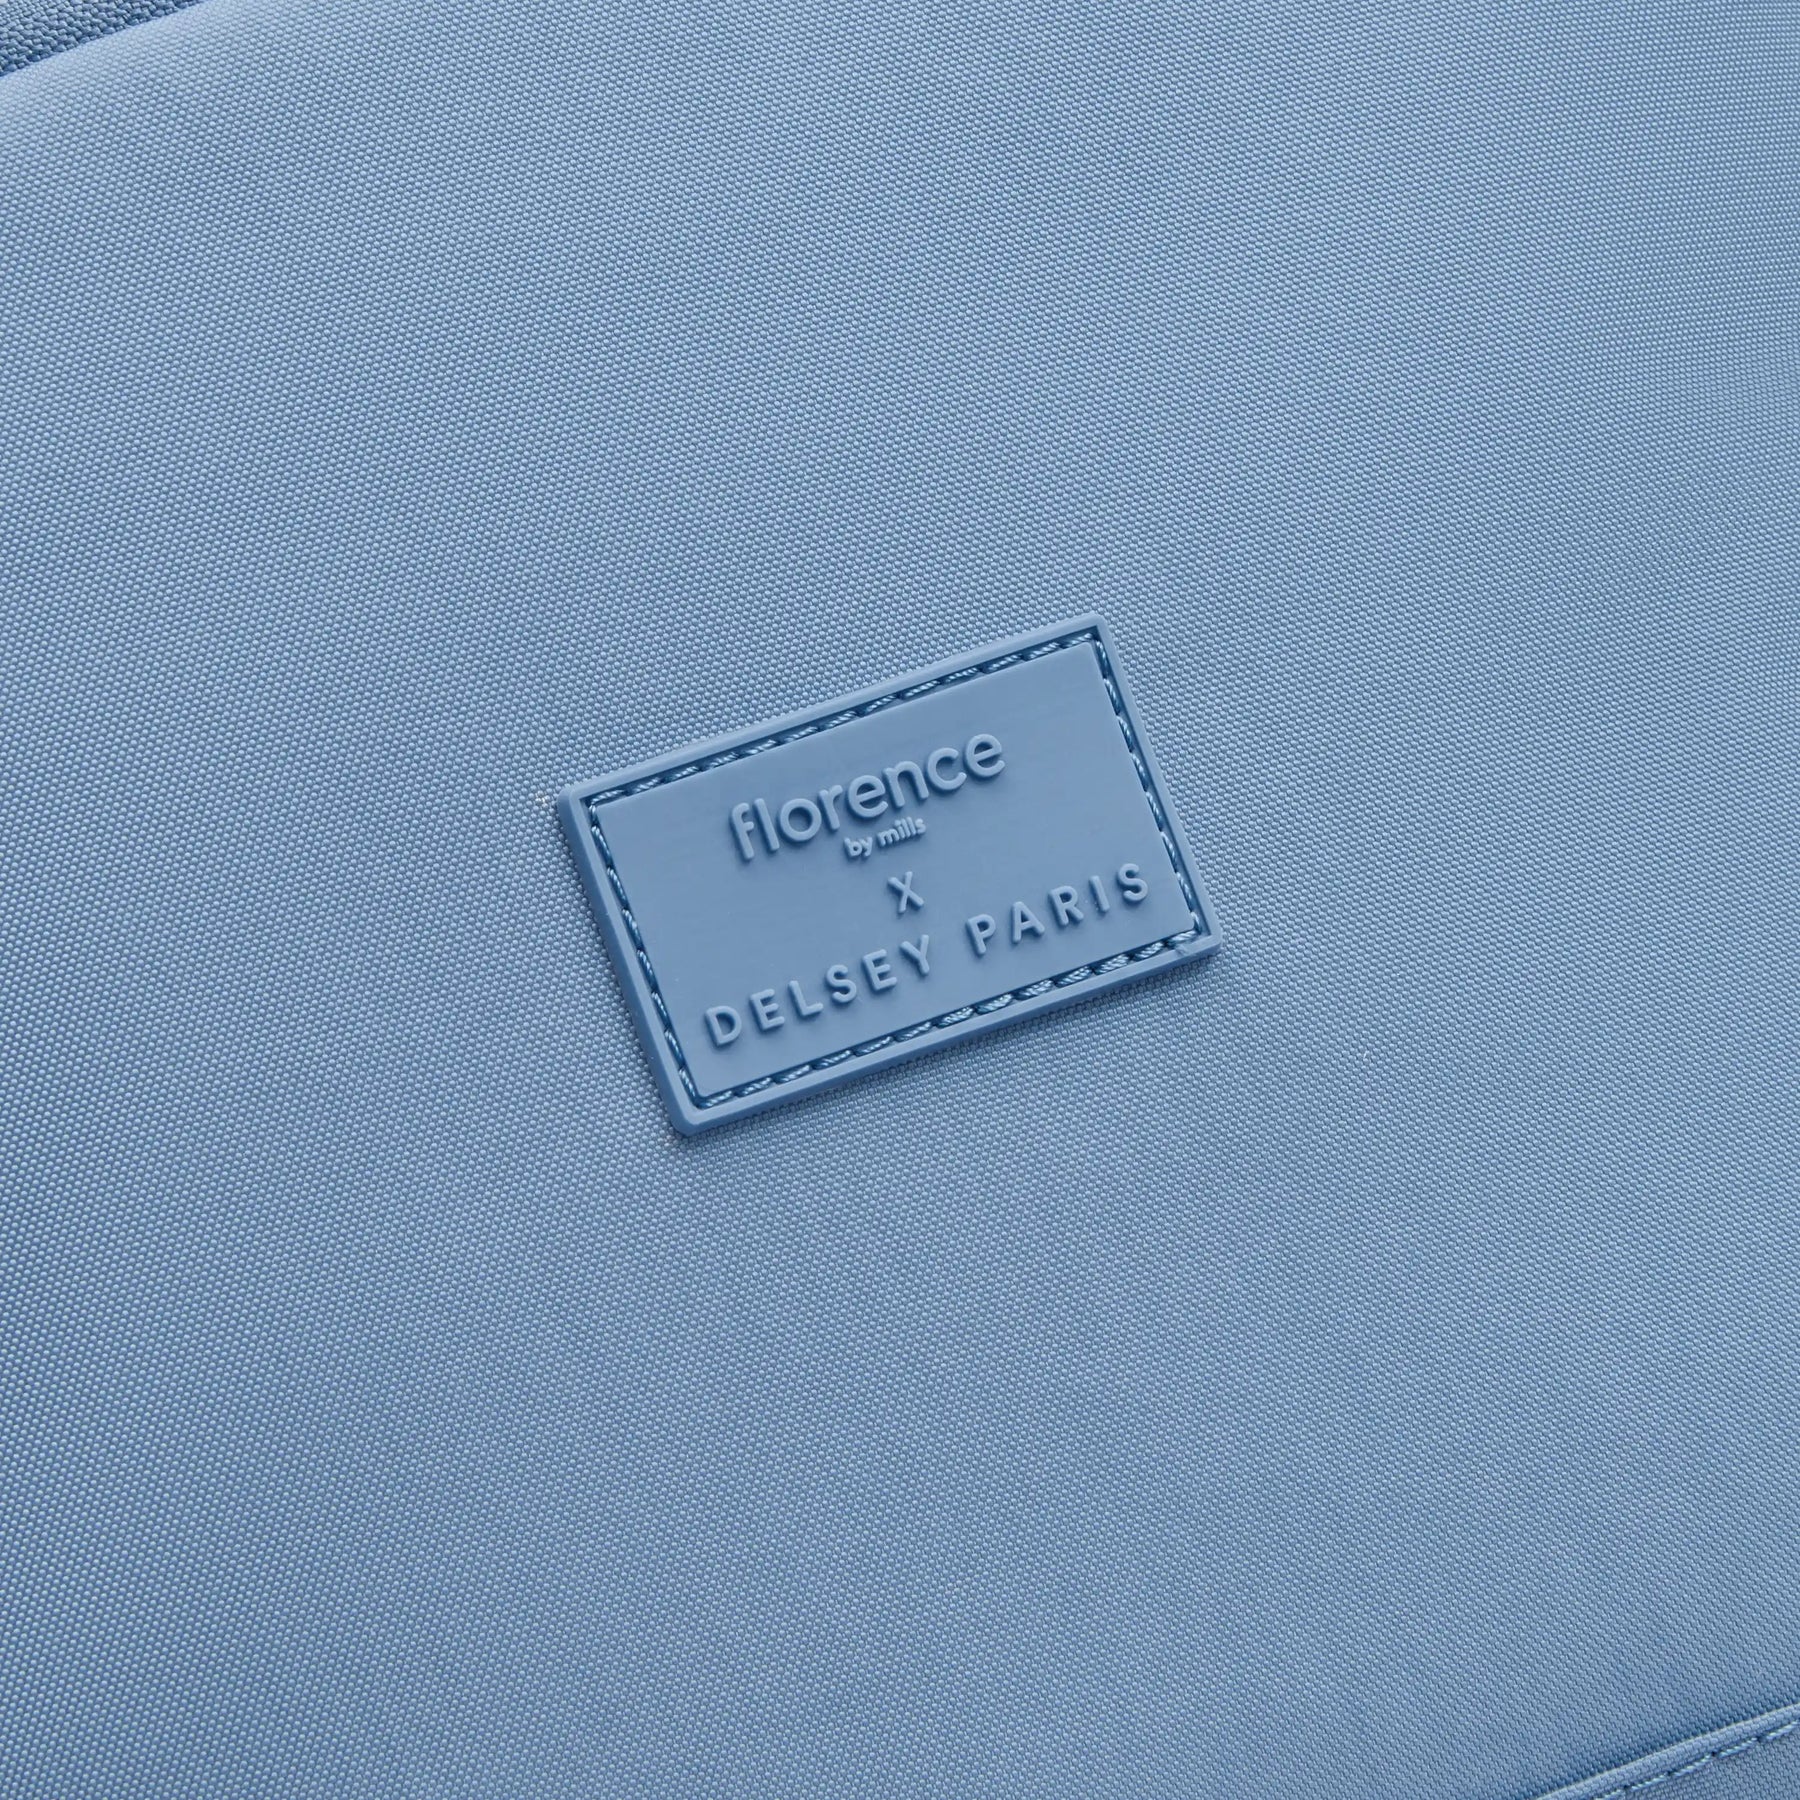 florence
by mills
X
DELSEY PARIS